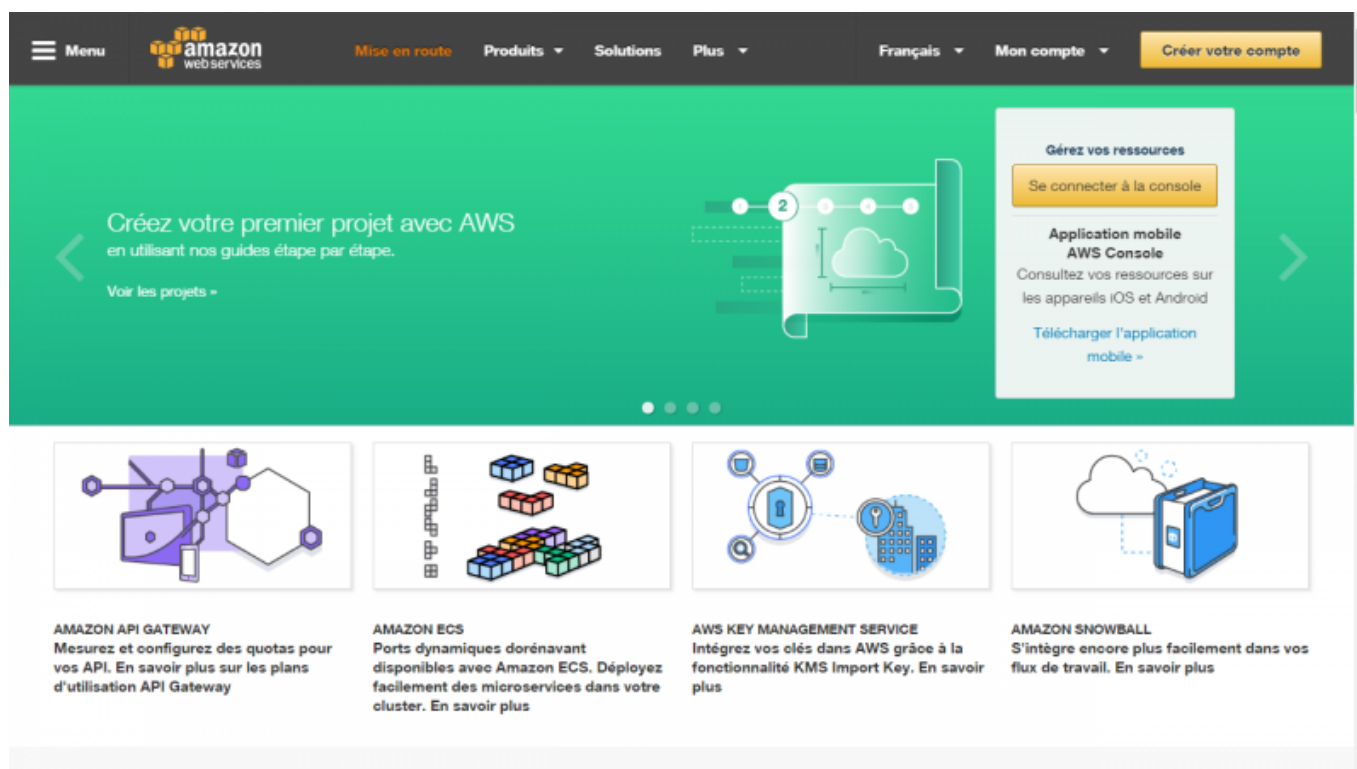 Menu
amazon
webservices
Mise en route
Produits
Solutions
Plus
Français
Mon compte
Créer votre compte
Créez votre premier projet avec AWS
en utilisant nos guides étape par étape.
Voir les projets »
2
Gérez vos ressources
Se connecter à la console
Application mobile
AWS Console
Consultez vos ressources sur
les appareils iOS et Android
Télécharger l'application
mobile »
AMAZON API GATEWAY
Mesurez et configurez des quotas pour
vos API. En savoir plus sur les plans
d'utilisation API Gateway
AMAZON ECS
Ports dynamiques dorénavant
disponibles avec Amazon ECS. Déployez
facilement des microservices dans votre
cluster. En savoir plus
AWS KEY MANAGEMENT SERVICE
Intégrez vos clés dans AWS grâce à la
fonctionnalité KMS Import Key. En savoir
plus
AMAZON SNOWBALL
S'intègre encore plus facilement dans vos
flux de travail. En savoir plus